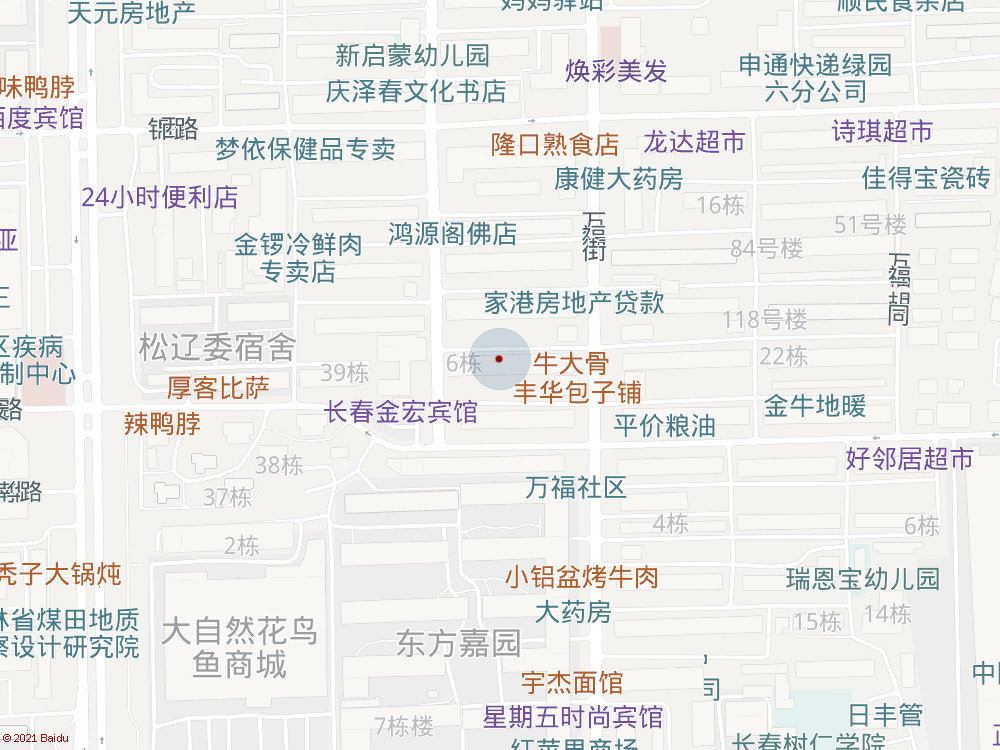 天元房地产
妈妈驿站
顺民食杂店
新启蒙幼儿园
焕彩美发
申通快递绿园
六分公司
味鸭脖
庆泽春文化书店
百度宾馆
梦依保健品专卖
隆口熟食店
龙达超市
诗琪超市
康健大药房
佳得宝瓷砖
24小时便利店
16栋
51号楼
万福街
鸿源阁佛店
金锣冷鲜肉
专卖店
84号楼
亚
万福胡同
家港房地产贷款
118号楼
松辽委宿舍
区疾病
制中心
39栋
6栋
牛大骨
22栋
厚客比萨
丰华包子铺
长春金宏宾馆
金牛地暖
路
辣鸭脖
平价粮油
38栋
好邻居超市
37栋
万福社区
路
4栋
6栋
2栋
秃子大锅炖
小铝盆烤牛肉
瑞恩宝幼儿园
林省煤田地质
察设计研究院
大药房
15栋
14栋
大自然花鸟
鱼商城
东方嘉园
司
宇杰面馆
7栋楼
星期五时尚宾馆
日丰管
长春树仁学院
红苹果商场
© 2021 Baidu